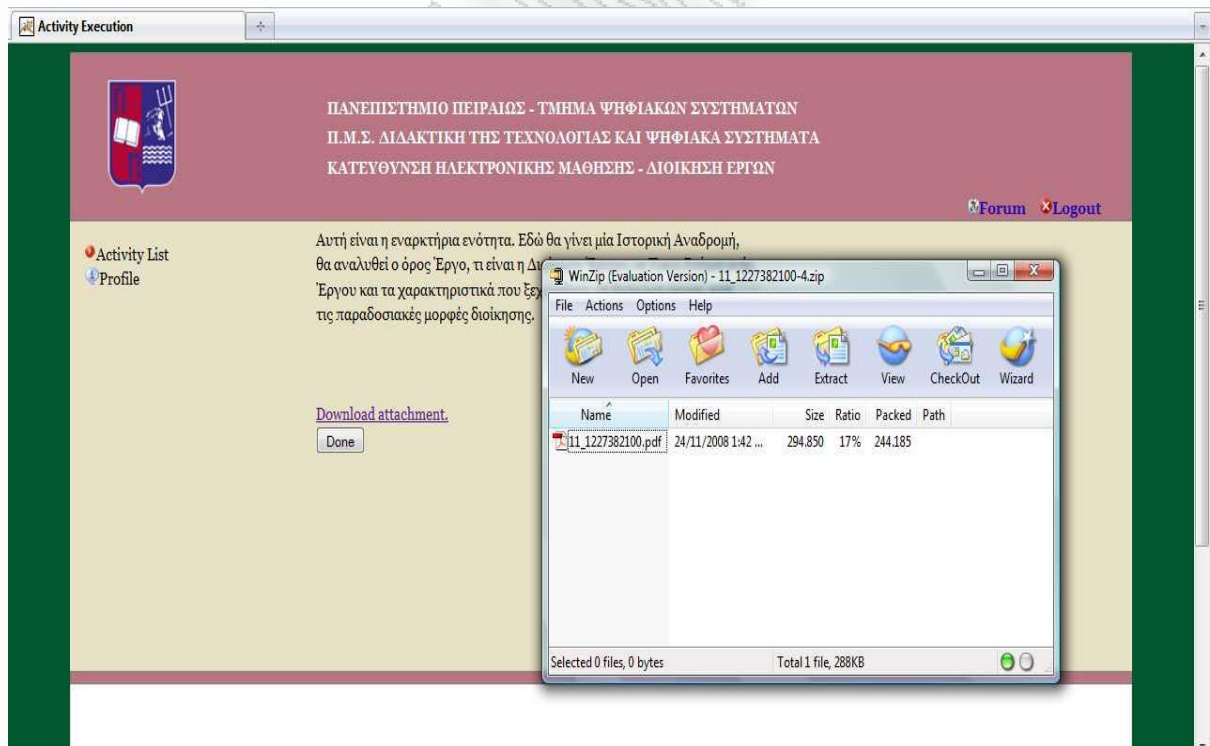 Activity Execution
ΠΑΝΕΠΙΣΤΗΜΙΟ ΠΕΙΡΑΙΩΣ - ΤΜΗΜΑ ΨΗΦΙΑΚΩΝ ΣΥΣΤΗΜΑΤΩΝ
Π.Μ.Σ. ΔΙΔΑΚΤΙΚΗ ΤΗΣ ΤΕΧΝΟΛΟΓΙΑΣ ΚΑΙ ΨΗΦΙΑΚΑ ΣΥΣΤΗΜΑΤΑ
ΚΑΤΕΥΘΥΝΣΗ ΗΛΕΚΤΡΟΝΙΚΗΣ ΜΑΘΗΣΗΣ - ΔΙΟΙΚΗΣΗ ΕΡΓΩΝ
Forum Logout
Activity List
Profile
Αυτή είναι η εναρκτήρια ενότητα. Εδώ θα γίνει μία Ιστορική Αναδρομή,
θα αναλυθεί ο όρος Έργο, τι είναι η
Έργου και τα χαρακτηριστικά που
τις παραδοσιακές μορφές διοίκησης.
Download attachment.
Done
WinZip (Evaluation Version) - 11_1227382100-4.zip
File Actions Options Help
New Open Favorites Add Extract View CheckOut Wizard
Name Modified Size Ratio Packed Path
11_1227382100.pdf 24/11/2008 1:42 ... 294.850 17% 244.185
Selected 0 files, 0 bytes Total 1 file, 288KB